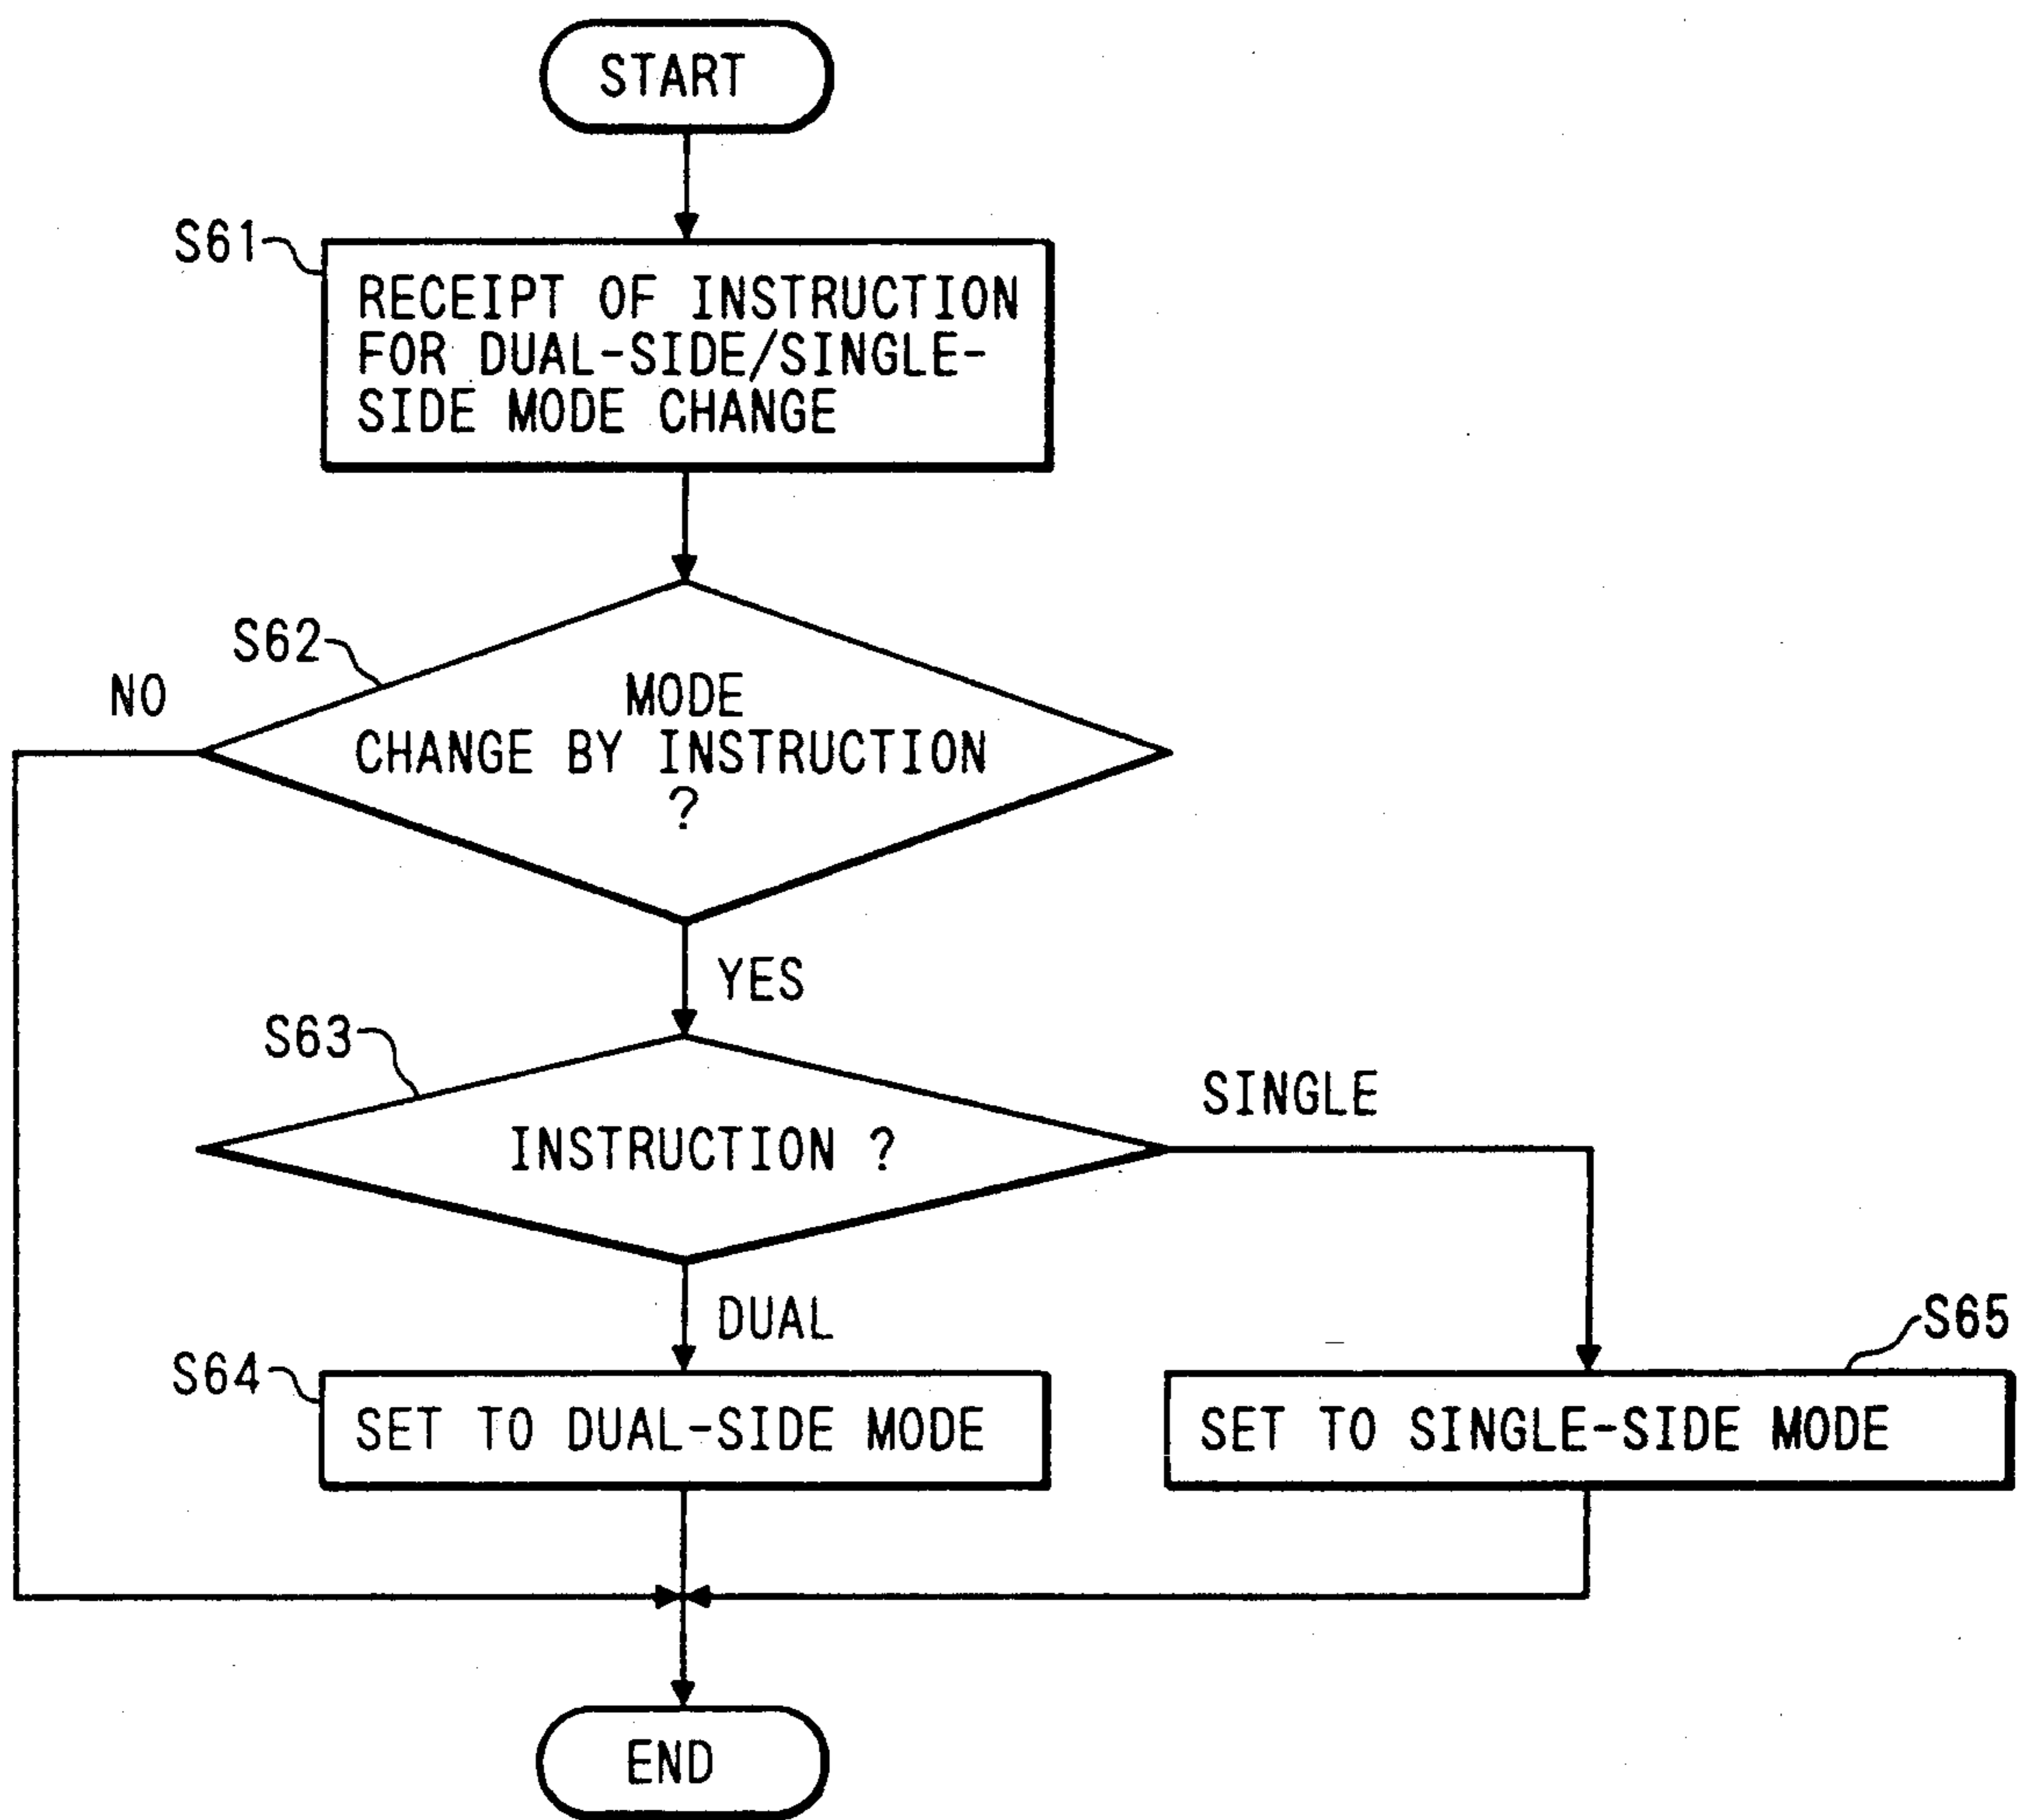 START
S61
RECEIPT OF INSTRUCTION
FOR DUAL-SIDE/SINGLE-
SIDE MODE CHANGE
S62
NO
MODE
CHANGE BY INSTRUCTION
?
YES
S63
SINGLE
INSTRUCTION ?
DUAL
S64
SET TO DUAL-SIDE MODE
S65
SET TO SINGLE-SIDE MODE
END